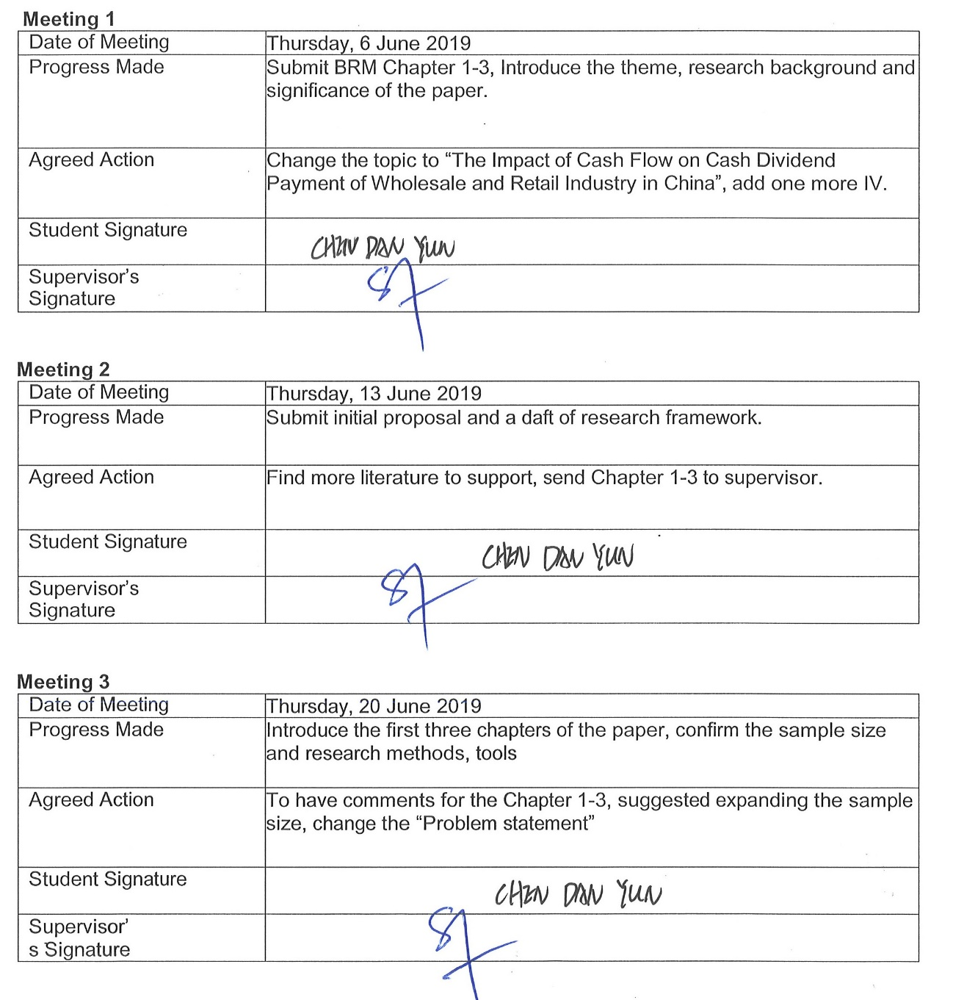 Meeting 1
Date of Meeting Thursday, 6 June 2019
Progress Made Submit BRM Chapter 1-3, Introduce the theme, research background and
significance of the paper.
Agreed Action Change the topic to “The Impact of Cash Flow on Cash Dividend
Payment of Wholesale and Retail Industry in China”, add one more IV.
Student Signature CHEN DAN YUN
Supervisor’s
Signature
Meeting 2
Date of Meeting Thursday, 13 June 2019
Progress Made Submit initial proposal and a daft of research framework.
Agreed Action Find more literature to support, send Chapter 1-3 to supervisor.
Student Signature CHEN DAN YUN
Supervisor’s
Signature
Meeting 3
Date of Meeting Thursday, 20 June 2019
Progress Made Introduce the first three chapters of the paper, confirm the sample size
and research methods, tools
Agreed Action To have comments for the Chapter 1-3, suggested expanding the sample
size, change the “Problem statement”
Student Signature CHEN DAN YUN
Supervisor’
s Signature